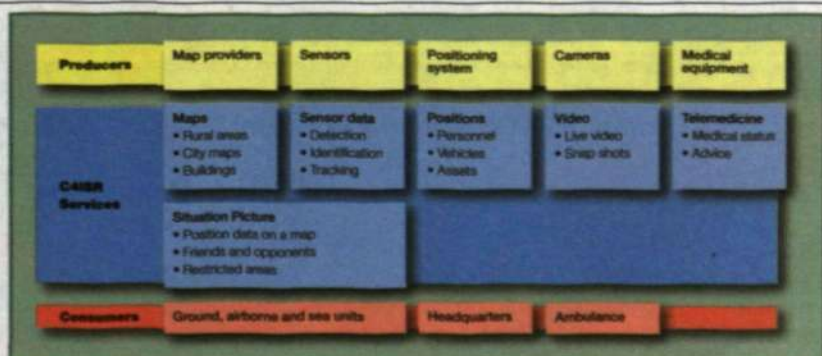 Producers
Map providers
Sensors
Positioning
system
Cameras
Medical
equipment
C4ISR
Services
Maps
• Rural areas
• City maps
• Buildings
Sensor data
• Detection
• Identification
• Tracking
Positions
• Personnel
• Vehicles
• Assets
Video
• Live video
• Snap shots
Telemedicine
• Medical status
• Advice
Situation Picture
• Position data on a map
• Friends and opponents
• Restricted areas
Consumers
Ground, airborne and sea units
Headquarters
Ambulance